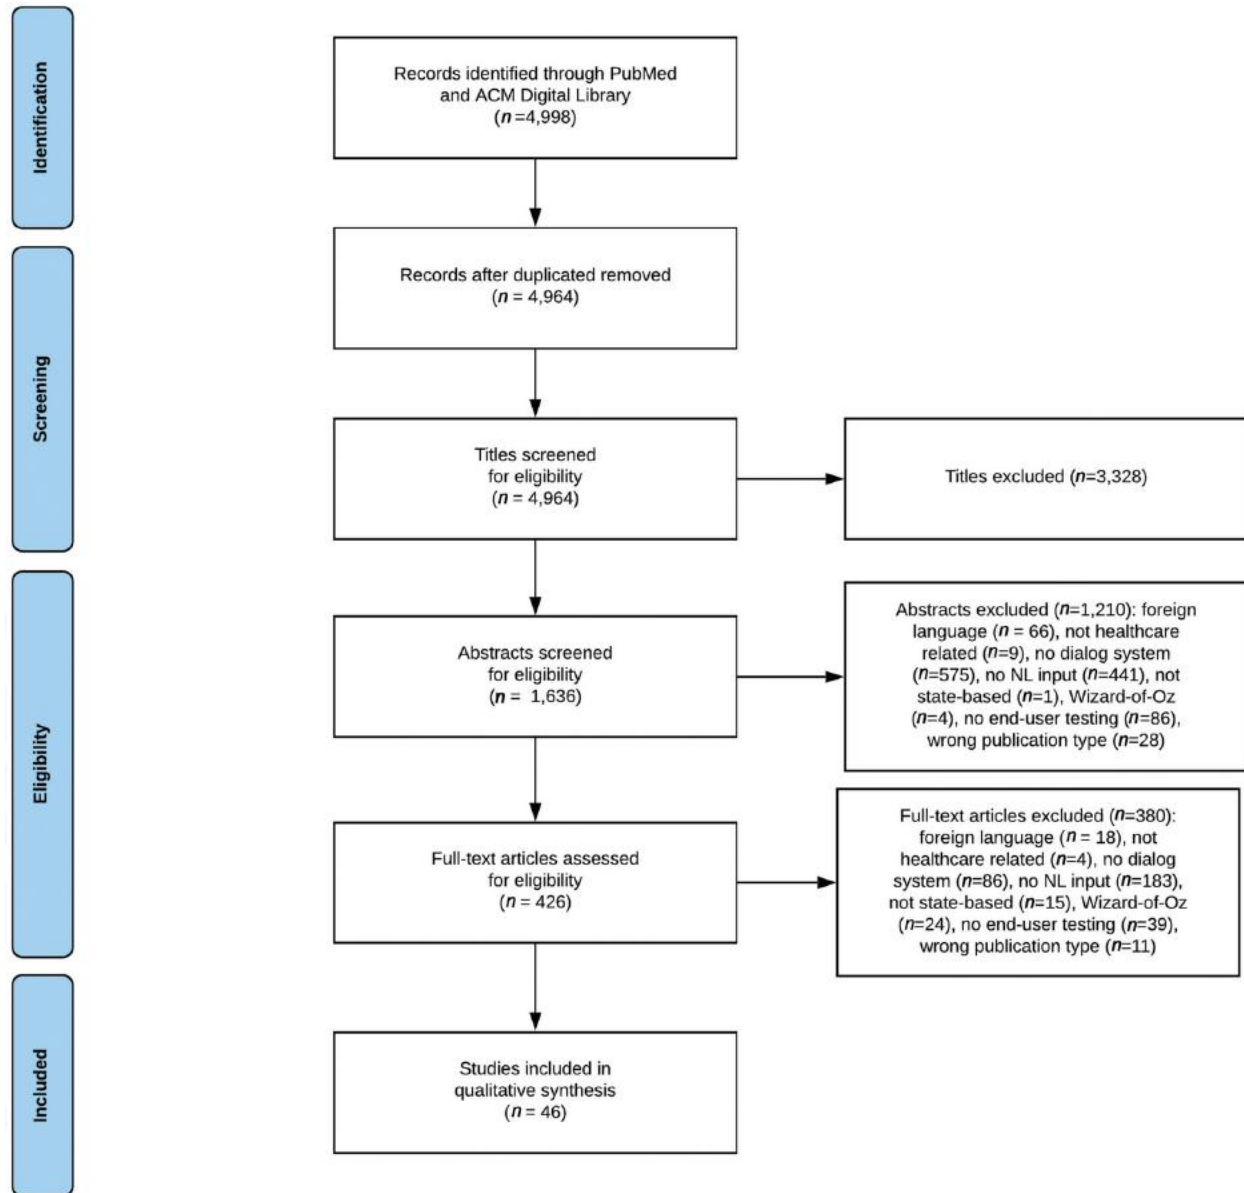 Identification
Records identified through PubMed
and ACM Digital Library
(n =4,998)
Screening
Records after duplicated removed
(n = 4,964)
Titles screened
for eligibility
(n = 4,964)
Titles excluded (n=3,328)
Eligibility
Abstracts screened
for eligibility
(n = 1,636)
Abstracts excluded (n=1,210): foreign
language (n = 66), not healthcare
related (n=9), no dialog system
(n=575), no NL input (n=441), not
state-based (n=1), Wizard-of-Oz
(n=4), no end-user testing (n=86),
wrong publication type (n=28)
Full-text articles assessed
for eligibility
(n = 426)
Full-text articles excluded (n=380):
foreign language (n = 18), not
healthcare related (n=4), no dialog
system (n=86), no NL input (n=183),
not state-based (n=15), Wizard-of-Oz
(n=24), no end-user testing (n=39),
wrong publication type (n=11)
Included
Studies included in
qualitative synthesis
(n = 46)